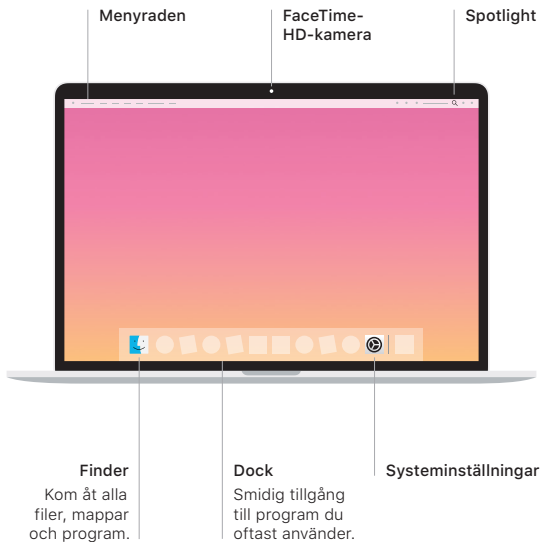 Menyraden
FaceTime-
HD-kamera
Spotlight
Finder
Kom åt alla
filer, mappar
och program.
Dock
Smidig tillgång
till program du
oftast använder.
Systeminställningar